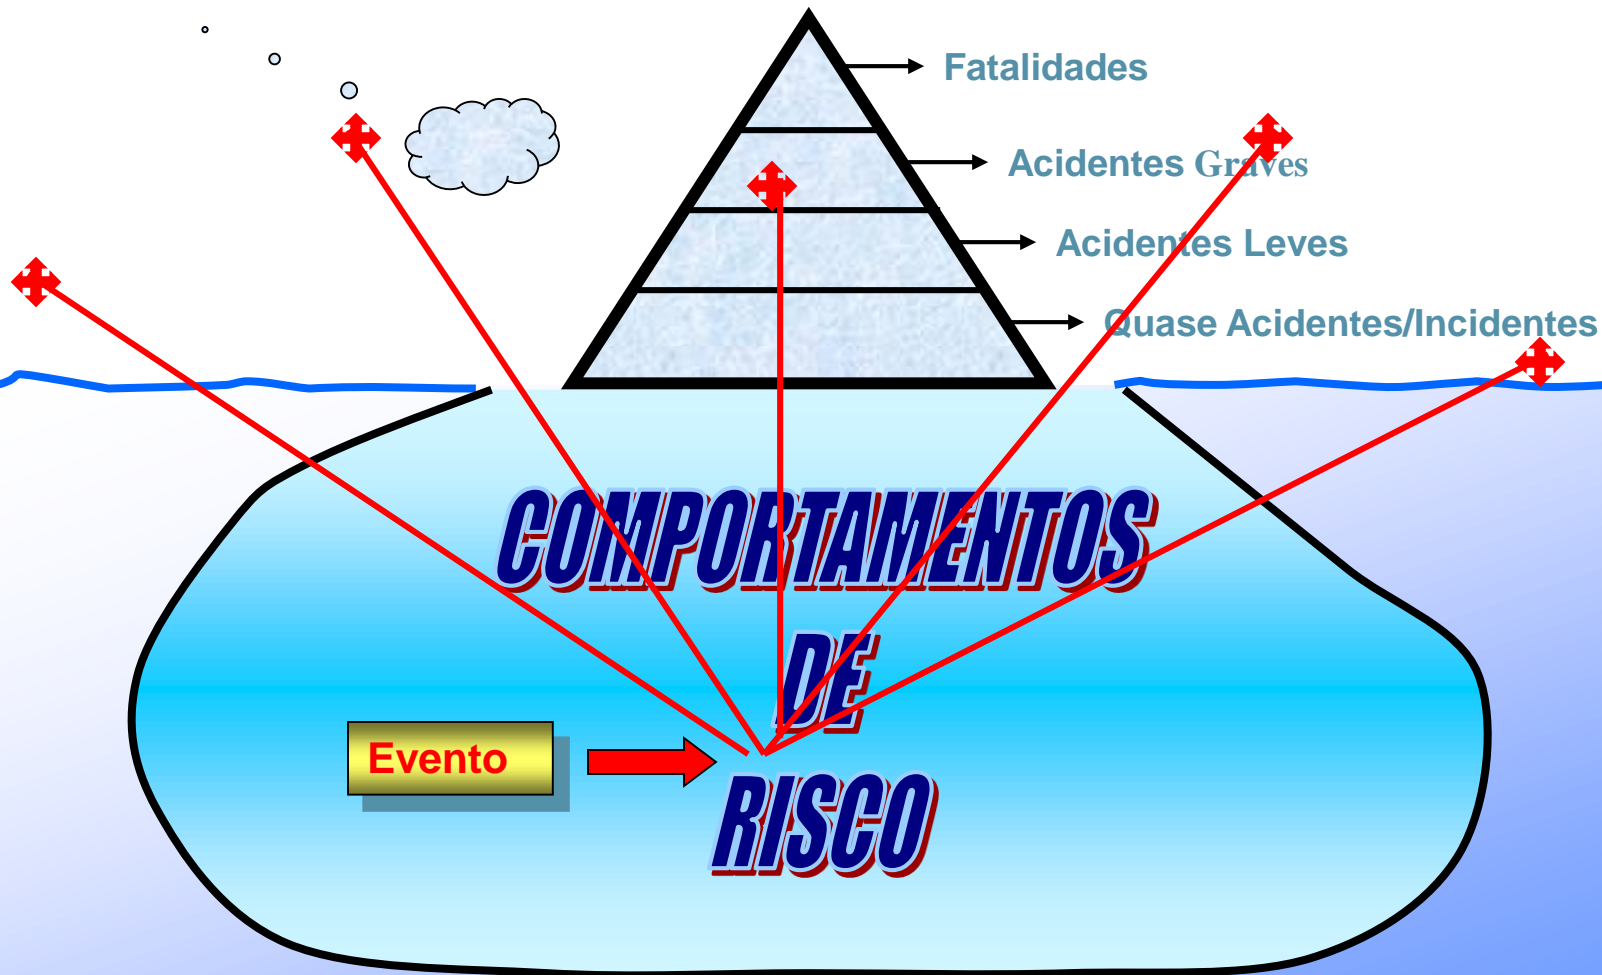 Fatalidades
Acidentes Graves
Acidentes Leves
Quase Acidentes/Incidentes
COMPORTAMENTOS
DE
Evento
RISCO